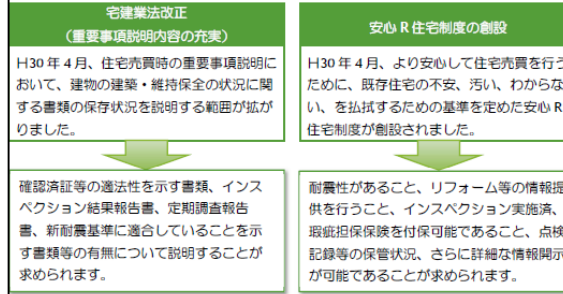 宅建業法改正
（重要事項説明内容の充実）
H30 年 4 月、住宅売買時の重要事項説明に
おいて、建物の建築・維持保全の状況に関
する書類の保存状況を説明する範囲が拡が
りました。
確認済証等の適法性を示す書類、インス
ペクション結果報告書、定期調査報告
書、新耐震基準に適合していることを示
す書類等の有無について説明することが
求められます。
安心 R 住宅制度の創設
H30 年 4 月、より安心して住宅売買を行う
ために、既存住宅の不安、汚い、わからな
い、を払拭するための基準を定めた安心 R
住宅制度が創設されました。
耐震性があること、リフォーム等の情報提
供を行うこと、インスペクション実施済、
瑕疵担保保険を付保可能であること、点検
記録等の保管状況、さらに詳細な情報開示
が可能であることが求められます。